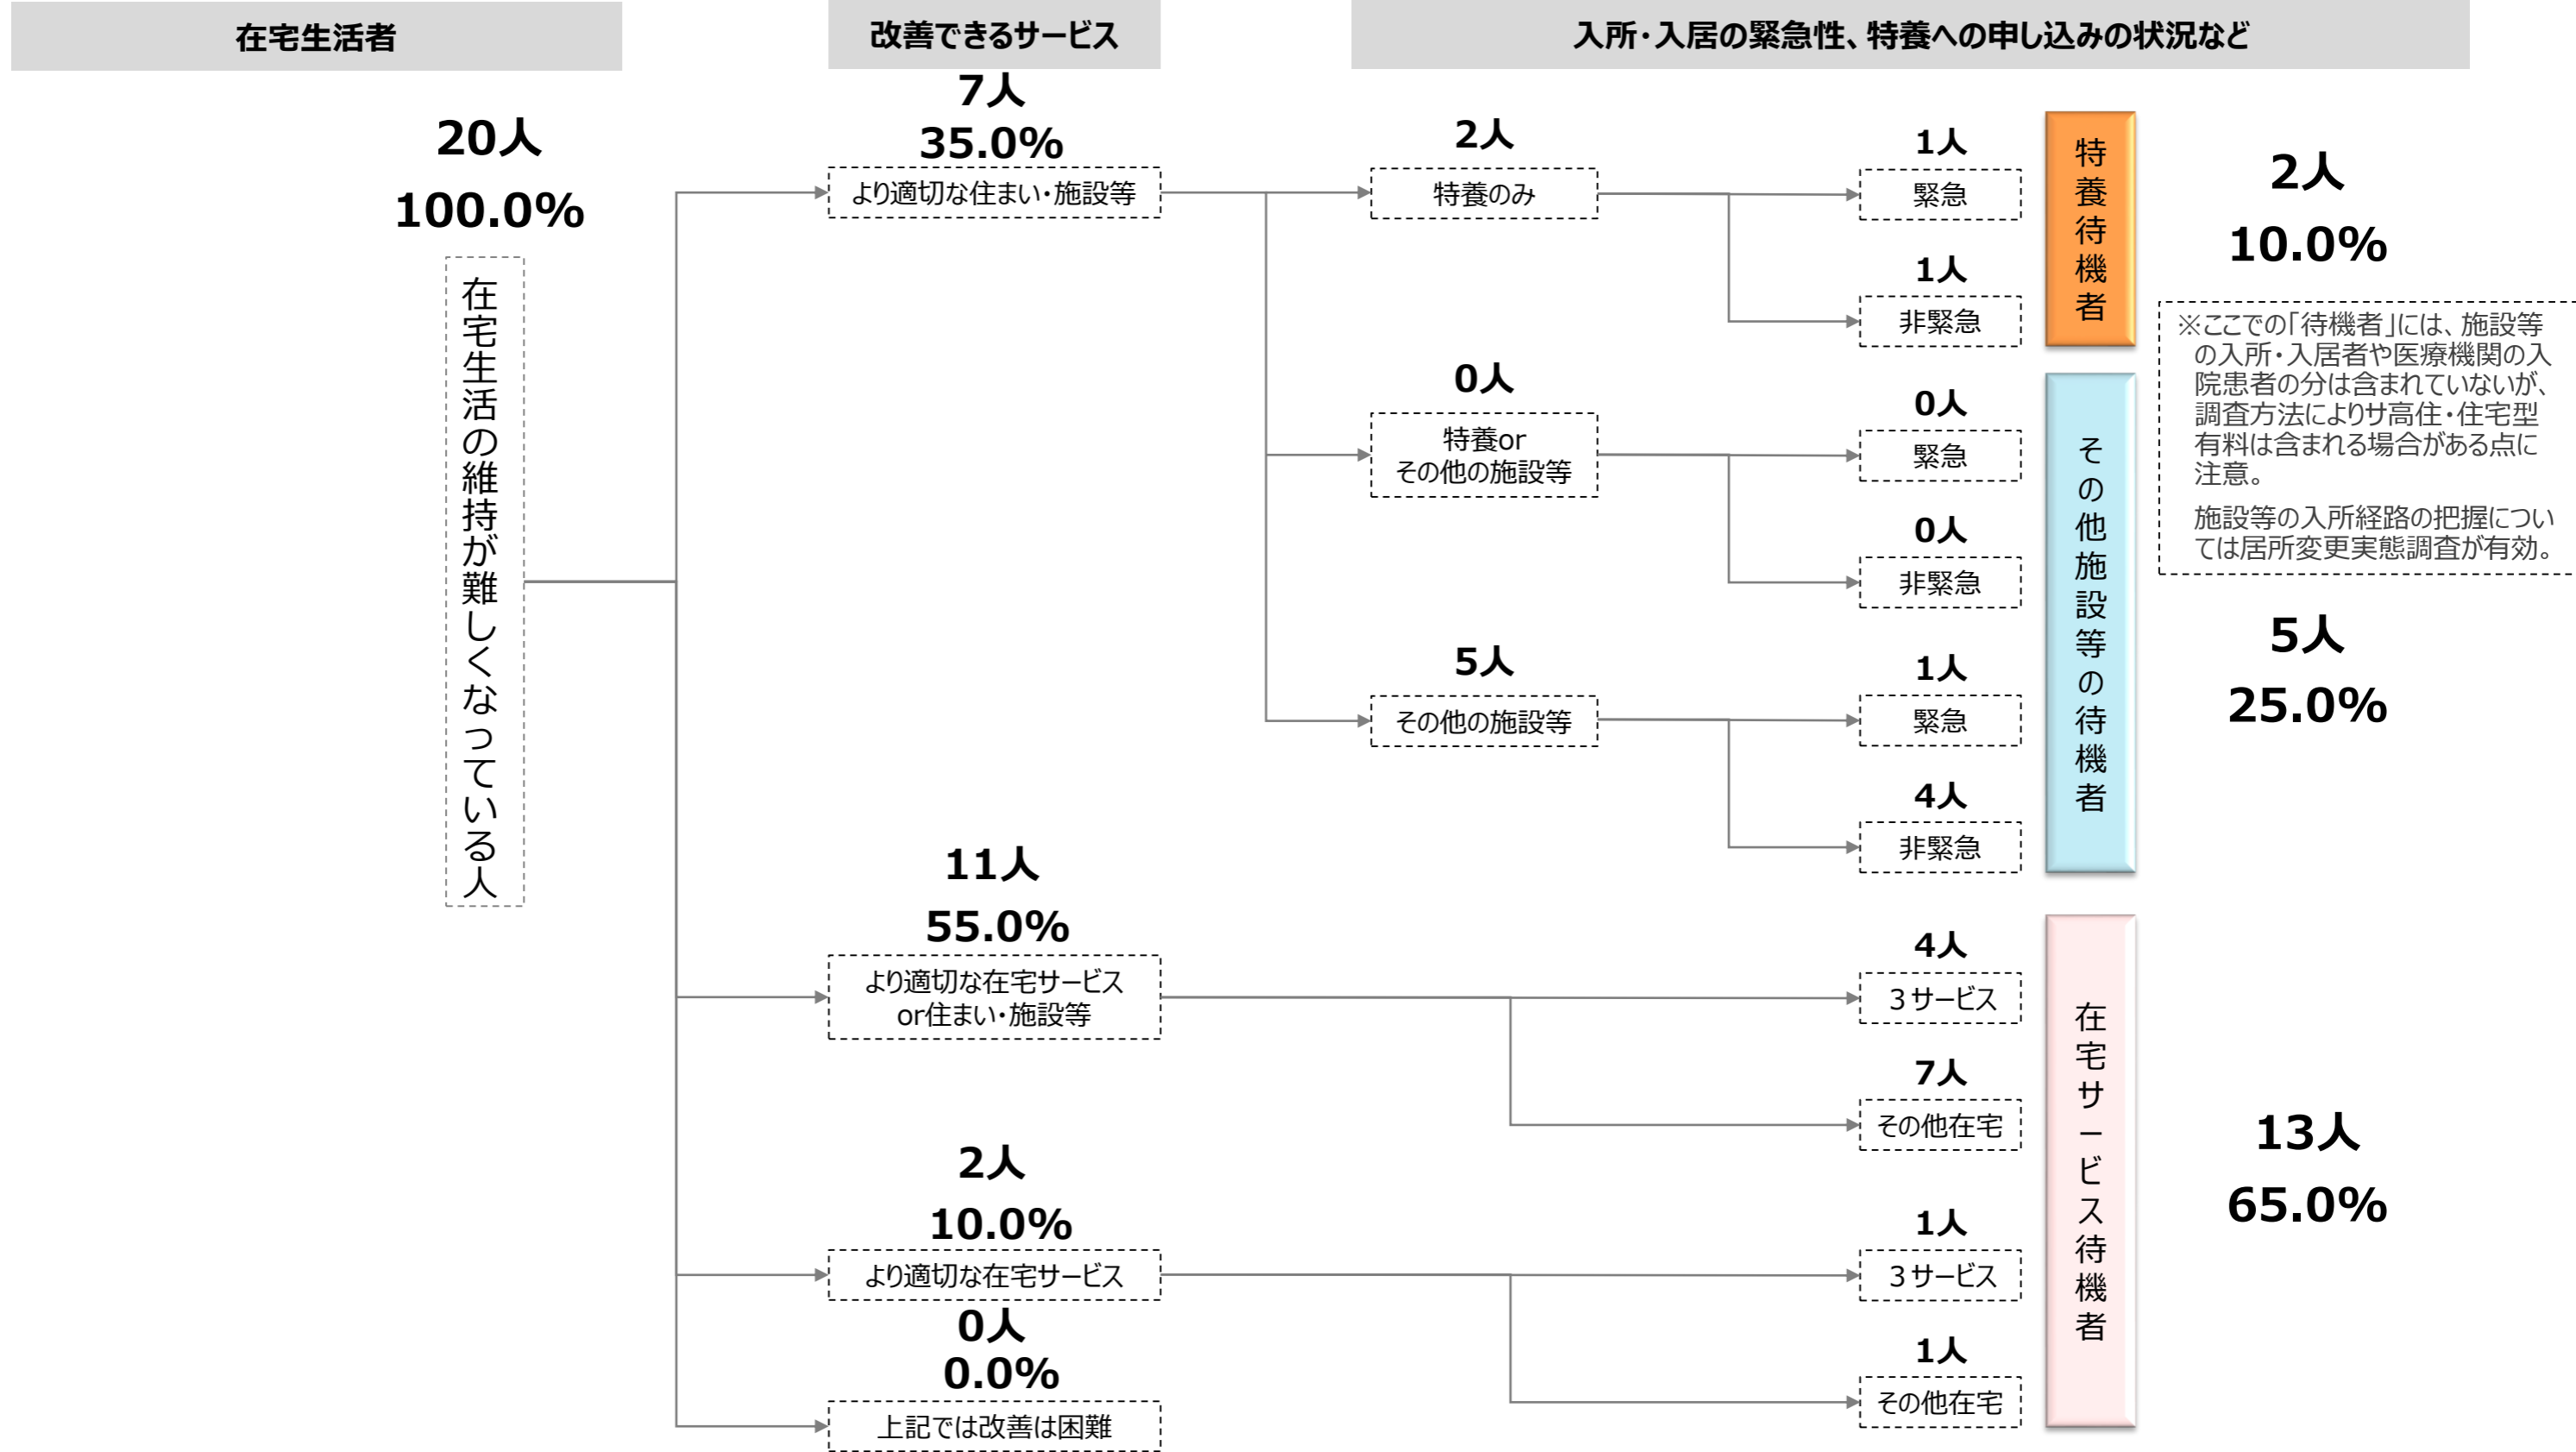 在宅生活者
改善できるサービス
入所・入居の緊急性、特養への申し込みの状況など
20人
100.0%
在宅生活の維持が難しくなっている人
7人
35.0%
より適切な住まい・施設等
2人
特養のみ
1人
緊急
1人
非緊急
特養待機者
2人
10.0%
※ここでの「待機者」には、施設等
の入所・入居者や医療機関の入
院患者の分は含まれていないが、
調査方法によりサ高住・住宅型
有料は含まれる場合がある点に
注意。
施設等の入所経路の把握につい
ては居所変更実態調査が有効。
0人
特養or
その他の施設等
0人
緊急
0人
非緊急
5人
その他の施設等
1人
緊急
4人
非緊急
その他施設等の待機者
5人
25.0%
11人
55.0%
より適切な在宅サービス
or住まい・施設等
4人
３サービス
7人
その他在宅
2人
10.0%
より適切な在宅サービス
1人
３サービス
1人
その他在宅
在宅サービス待機者
13人
65.0%
0人
0.0%
上記では改善は困難